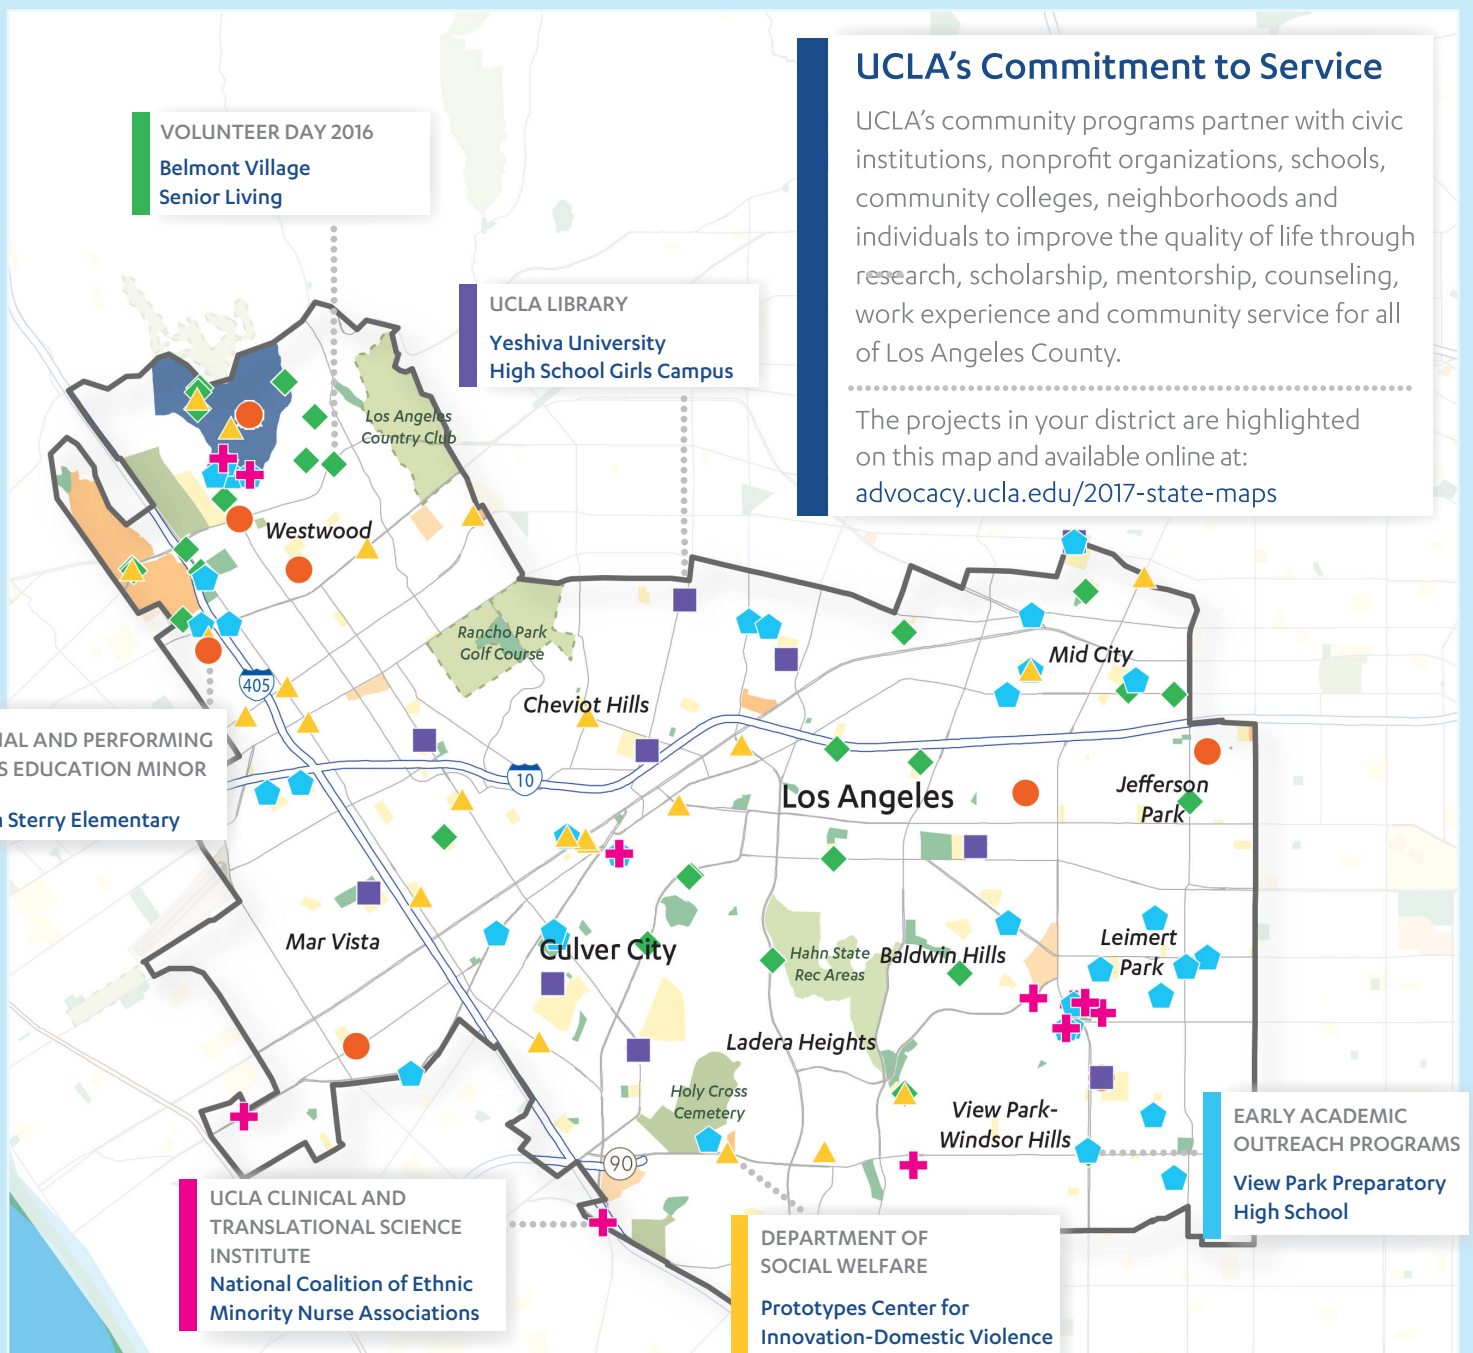 UCLA's Commitment to Service
UCLA's community programs partner with civic
institutions, nonprofit organizations, schools,
community colleges, neighborhoods and
individuals to improve the quality of life through
research, scholarship, mentorship, counseling,
work experience and community service for all
of Los Angeles County.
The projects in your district are highlighted
on this map and available online at:
advocacy.ucla.edu/2017-state-maps
VOLUNTEER DAY 2016
Belmont Village
Senior Living
UCLA LIBRARY
Yeshiva University
High School Girls Campus
Los Angeles
Country Club
Westwood
Rancho Park
Golf Course
Mid City
405
Cheviot Hills
IAL AND PERFORMING
S EDUCATION MINOR
Sterry Elementary
10
Los Angeles
Jefferson
Park
Mar Vista
Culver City
Hahn State
Rec Areas
Baldwin Hills
Leimert
Park
Ladera Heights
Holy Cross
Cemetery
View Park-
Windsor Hills
90
EARLY ACADEMIC
OUTREACH PROGRAMS
View Park Preparatory
High School
UCLA CLINICAL AND
TRANSLATIONAL SCIENCE
INSTITUTE
National Coalition of Ethnic
Minority Nurse Associations
DEPARTMENT OF
SOCIAL WELFARE
Prototypes Center for
Innovation-Domestic Violence